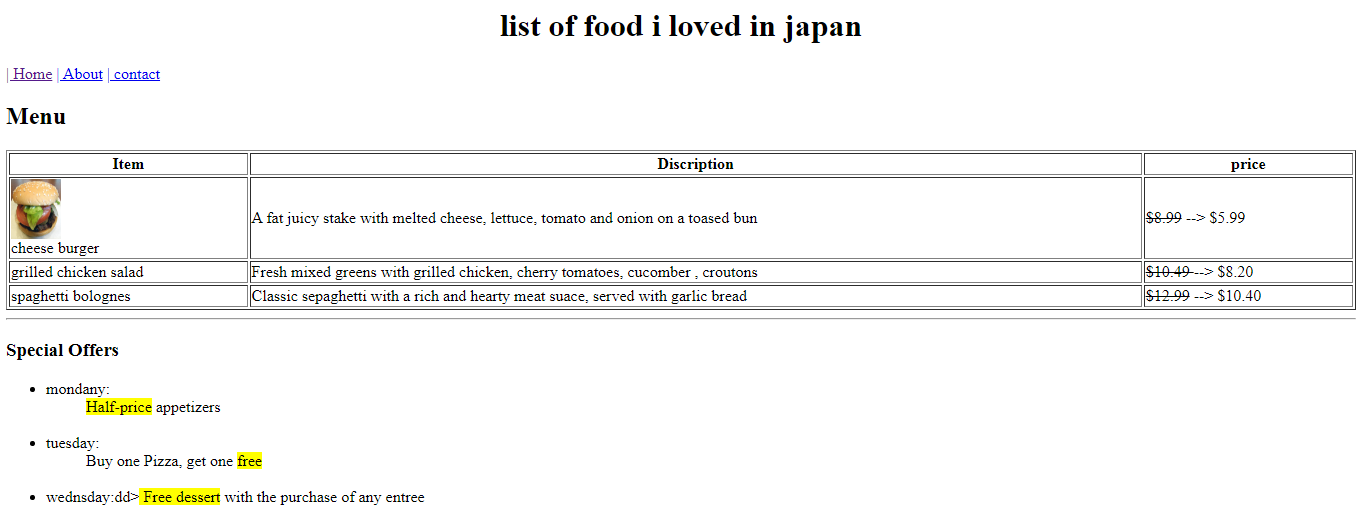 list of food i loved in japan
| Home | About | contact
Menu
Item Discription price
cheese burger A fat juicy stake with melted cheese, lettuce, tomato and onion on a toased bun $8.99 --> $5.99
grilled chicken salad Fresh mixed greens with grilled chicken, cherry tomatoes, cucomber , croutons $10.49 --> $8.20
spaghetti bolognes Classic sepaghetti with a rich and hearty meat suace, served with garlic bread $12.99 --> $10.40
Special Offers
mondany:
Half-price appetizers
tuesday:
Buy one Pizza, get one free
wednsday:dd> Free dessert with the purchase of any entree